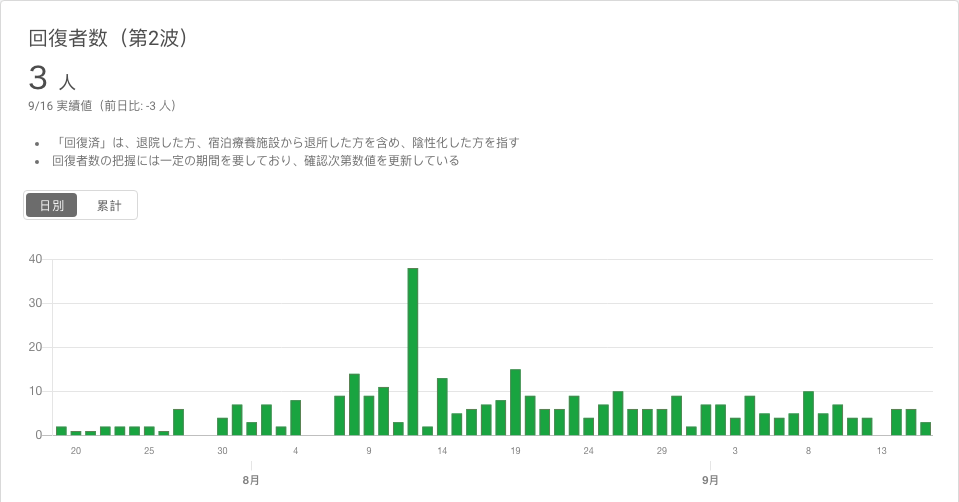 回復者数（第2波）
3 人
9/16 実績値（前日比: -3 人）
• 「回復済」は、退院した方、宿泊療養施設から退所した方を含め、陰性化した方を指す
• 回復者数の把握には一定の期間を要しており、確認次第数値を更新している
日別 累計
40
30
20
10
0
20 25 30 4 9 14 19 24 29 3 8 13
8月 9月